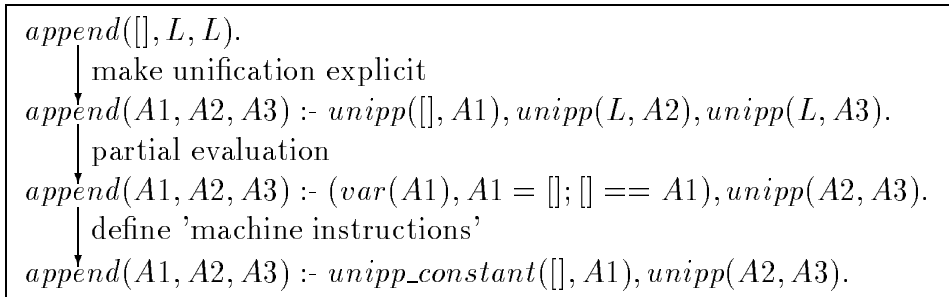 append([], L, L).
make unification explicit
append(A1, A2, A3) :- unipp([], A1), unipp(L, A2), unipp(L, A3).
partial evaluation
append(A1, A2, A3) :- (var(A1), A1 = []; [] == A1), unipp(A2, A3).
define 'machine instructions'
append(A1, A2, A3) :- unipp_constant([], A1), unipp(A2, A3).